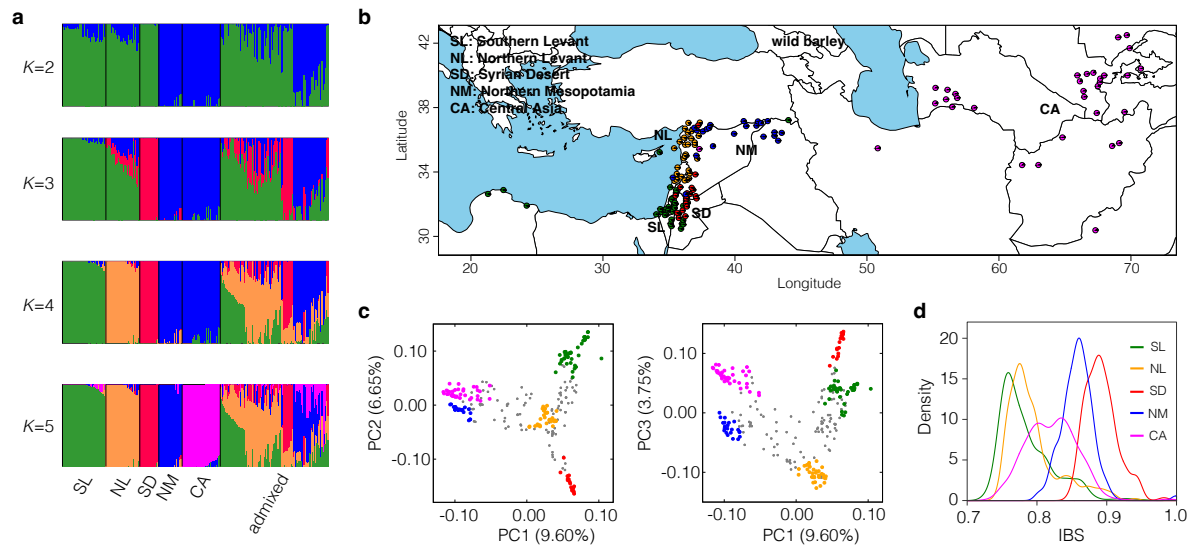 a
K=2
K=3
K=4
K=5
SL
NL
SD
NM
CA
admixed
b
SL: Southern Levant
NL: Northern Levant
SD: Syrian Desert
NM: Northern Mesopotamia
CA: Central Asia
wild barley
NL
NM
SD
SL
CA
Latitude
42
38
34
30
20
30
40
50
60
70
Longitude
c
PC2 (6.65%)
0.10
0.00
-0.10
-0.10
0.00
0.10
PC1 (9.60%)
PC3 (3.75%)
0.10
0.00
-0.10
-0.10
0.00
0.10
PC1 (9.60%)
d
Density
20
15
10
5
0
0.7
0.8
0.9
1.0
IBS
SL
NL
SD
NM
CA